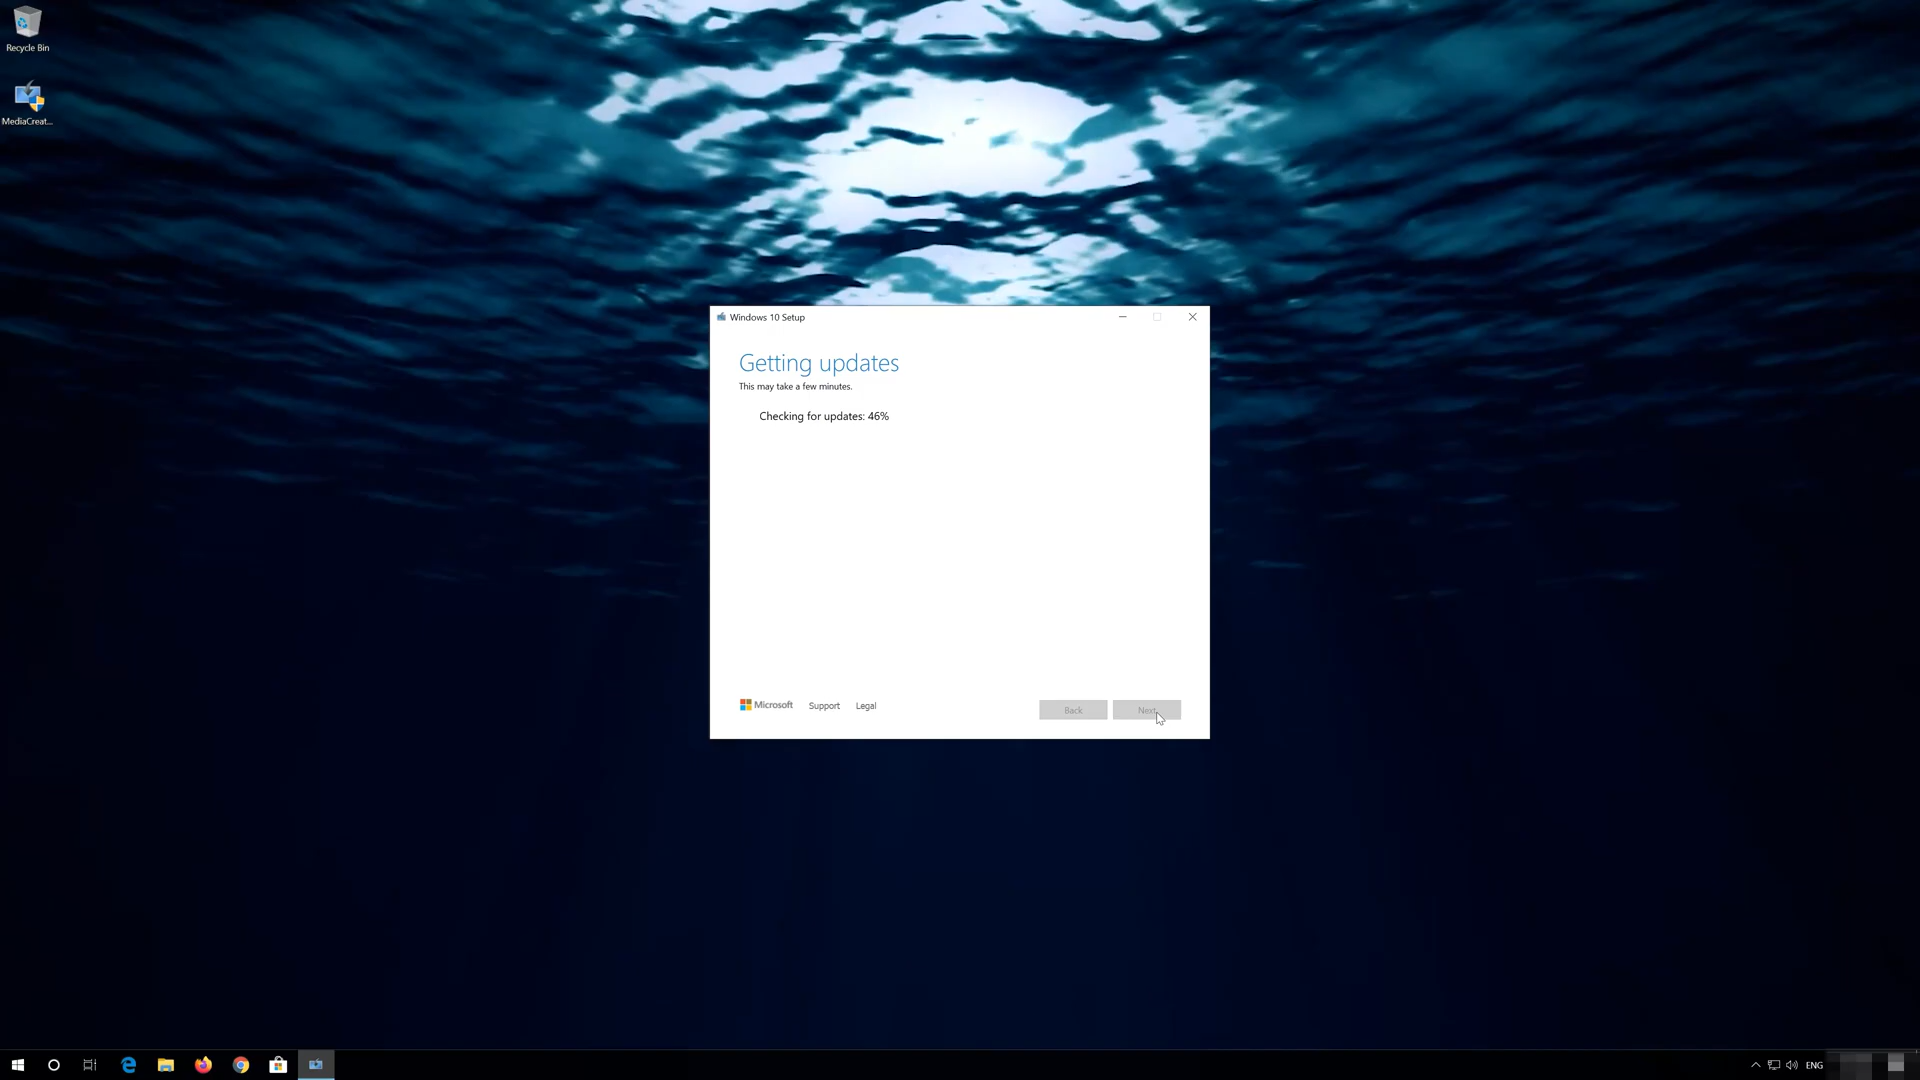 Recycle Bin
MediaCreat...
Windows 10 Setup
Getting updates
This may take a few minutes.
Checking for updates: 46%
Microsoft Support Legal
Back Next
ENG